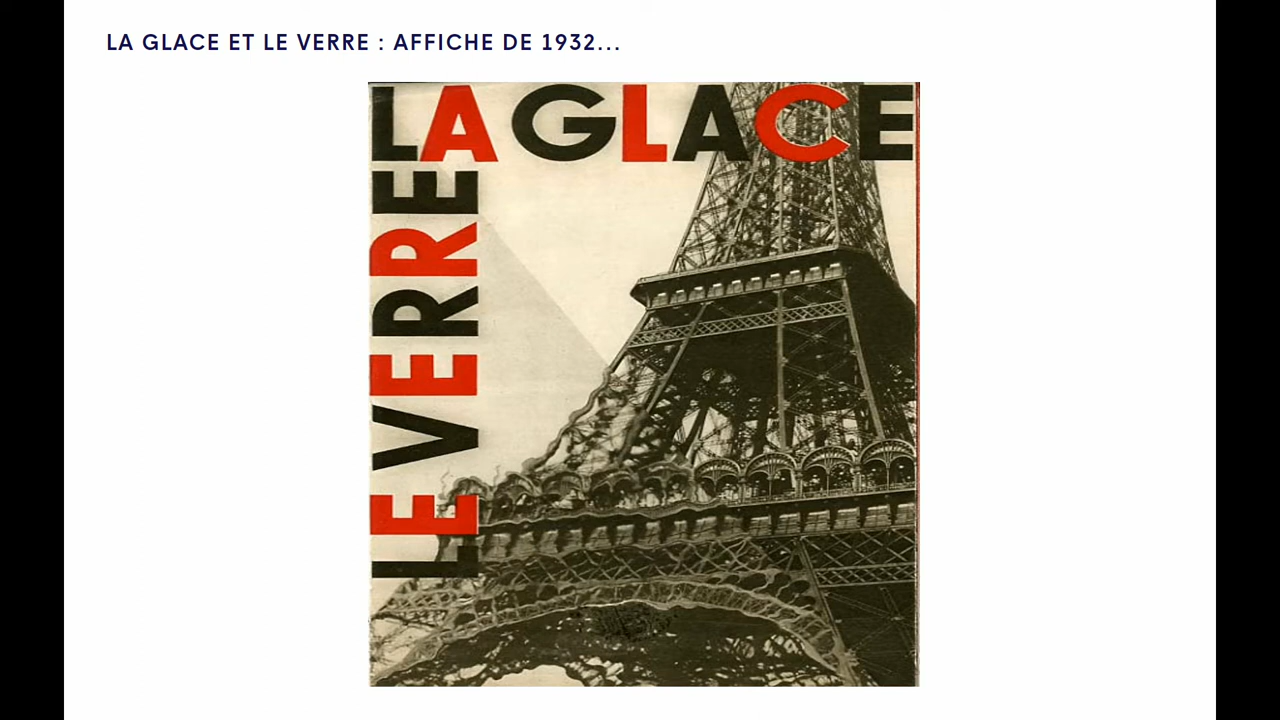 LA GLACE ET LE VERRE : AFFICHE DE 1932...
LA GLACE
LE VERRE